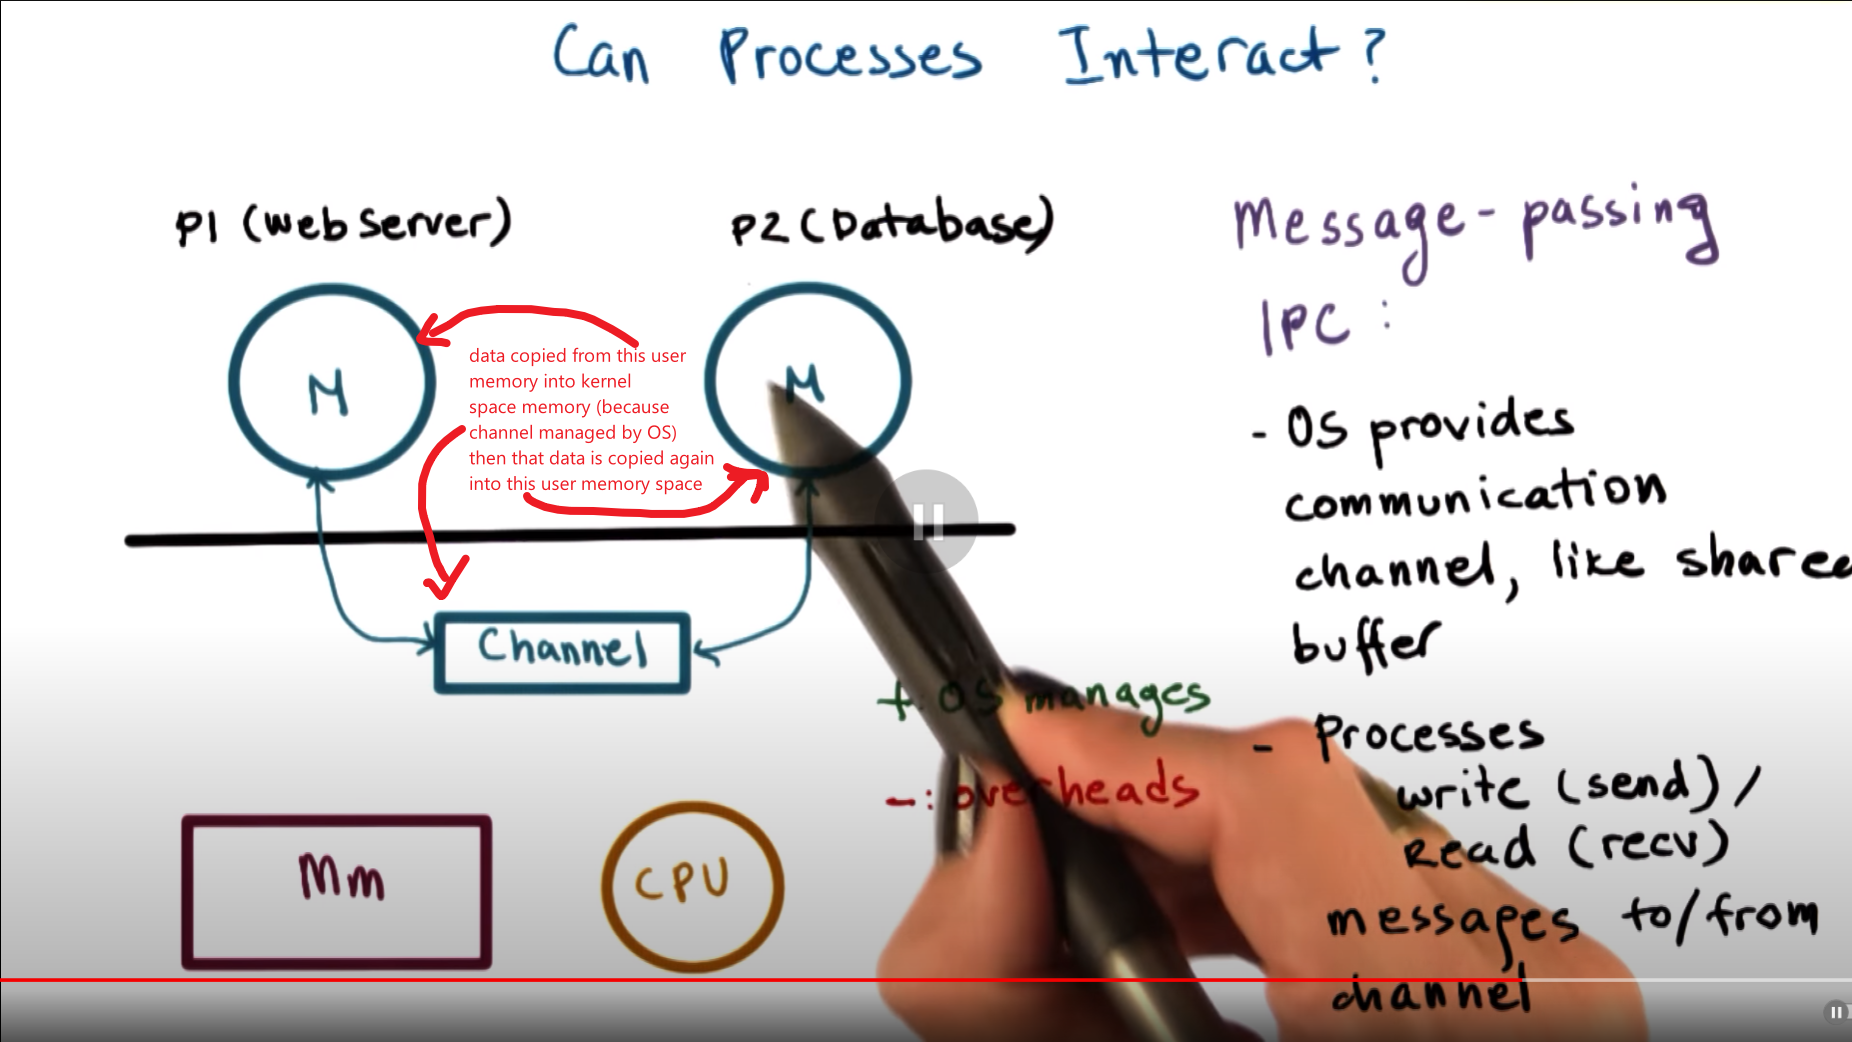 Can Processes Interact?
P1 (web server)
P2 (Database)
M
M
data copied from this user
memory into kernel
space memory (because
channel managed by OS)
then that data is copied again
into this user memory space
Channel
+: OS manages
-: overheads
Mm
CPU
Message-passing
IPC :
- OS provides
communication
channel, like shared
buffer
- Processes
write (send) /
Read (recv)
messages to/from
channel